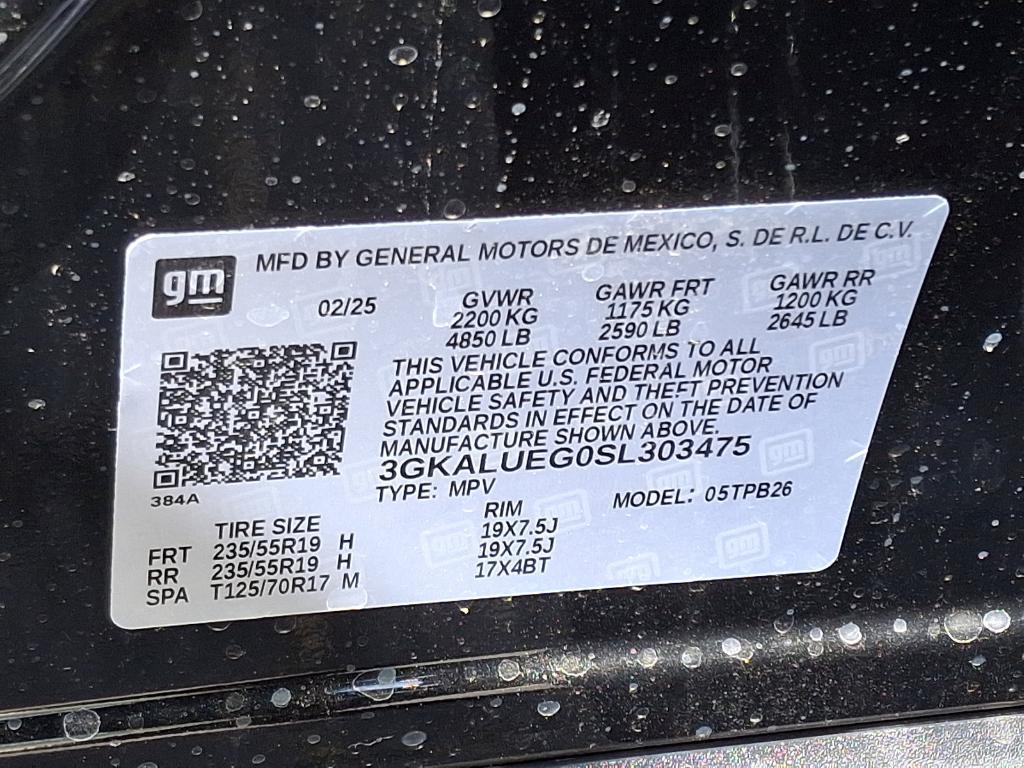 gm
MFD BY GENERAL MOTORS DE MEXICO, S. DE R.L. DE C.V.
02/25
GVWR
2200 KG
4850 LB
GAWR FRT
1175 KG
2590 LB
GAWR RR
1200 KG
2645 LB
THIS VEHICLE CONFORMS TO ALL
APPLICABLE U.S. FEDERAL MOTOR
VEHICLE SAFETY AND THEFT PREVENTION
STANDARDS IN EFFECT ON THE DATE OF
MANUFACTURE SHOWN ABOVE.
3GKALUEG0SL303475
TYPE: MPV
MODEL: 05TPB26
384A
TIRE SIZE RIM
FRT 235/55R19 H 19X7.5J
RR 235/55R19 H 19X7.5J
SPA T125/70R17 M 17X4BT